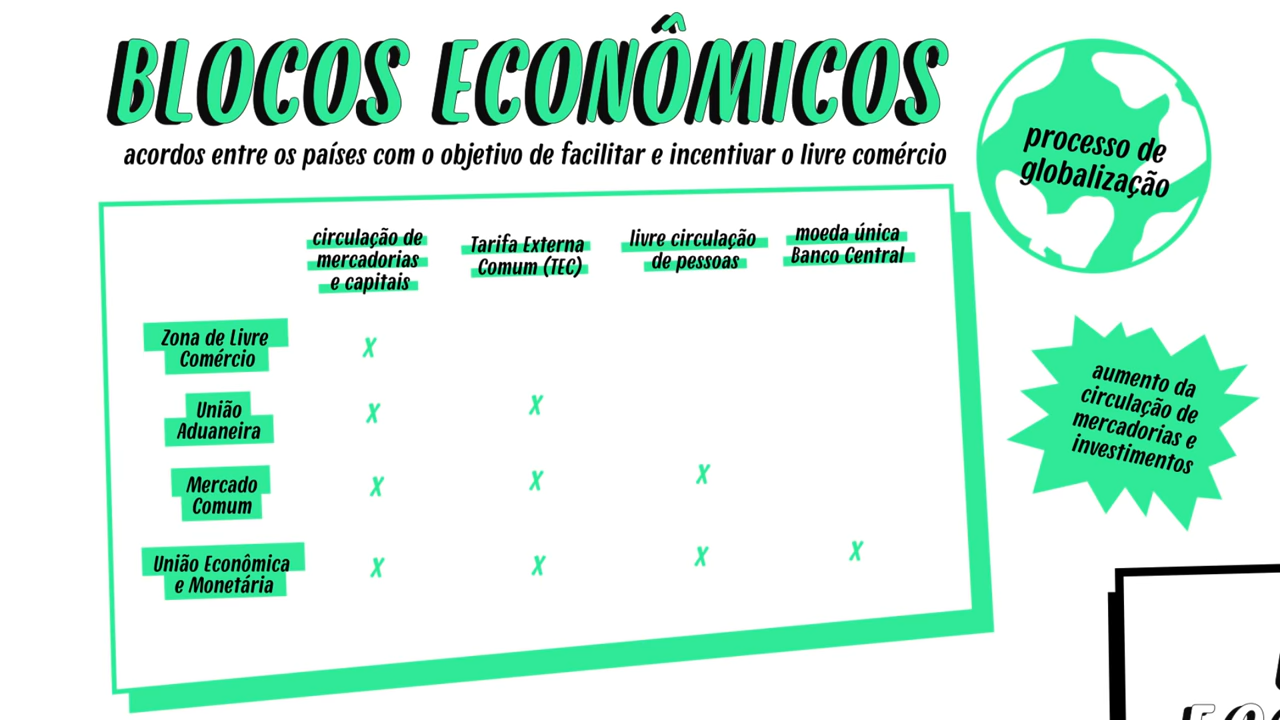 BLOCOS ECONÔMICOS
acordos entre os países com o objetivo de facilitar e incentivar o livre comércio
processo de
globalização
circulação de
mercadorias
e capitais
Tarifa Externa
Comum (TEC)
livre circulação
de pessoas
moeda única
Banco Central
Zona de Livre
Comércio
X
União
Aduaneira
X X
Mercado
Comum
X X X
União Econômica
e Monetária
X X X X
aumento da
circulação de
mercadorias e
investimentos